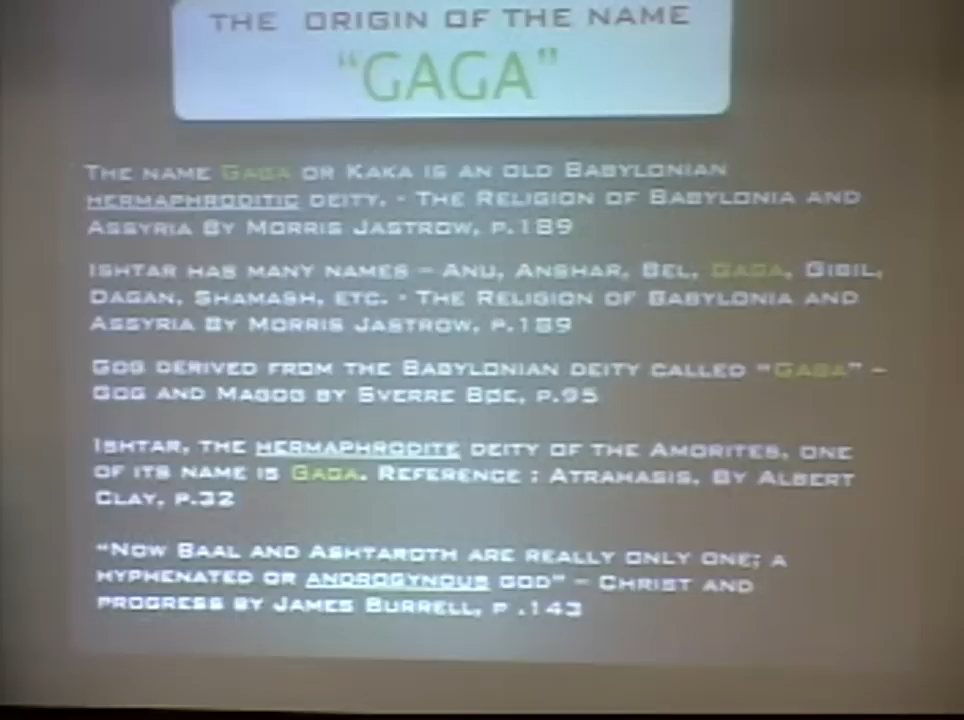 THE ORIGIN OF THE NAME
"GAGA"
THE NAME GAGA OR KAKA IS AN OLD BABYLONIAN
HERMAPHRODITIC DEITY. - THE RELIGION OF BABYLONIA AND
ASSYRIA BY MORRIS JASTROW, P.189
ISHTAR HAS MANY NAMES – ANU, ANSHAR, BEL, GAGA, GIBIL,
DAGAN, SHAMASH, ETC. - THE RELIGION OF BABYLONIA AND
ASSYRIA BY MORRIS JASTROW, P.189
GOG DERIVED FROM THE BABYLONIAN DEITY CALLED "GAGA" –
GOG AND MAGOG BY SVERRE BØE, P.95
ISHTAR, THE HERMAPHRODITE DEITY OF THE AMORITES, ONE
OF ITS NAME IS GAGA. REFERENCE : ATRAHASIS, BY ALBERT
CLAY, P.32
"NOW BAAL AND ASHTAROTH ARE REALLY ONLY ONE; A
HYPHENATED OR ANDROGYNOUS GOD" – CHRIST AND
PROGRESS BY JAMES BURRELL, P .143